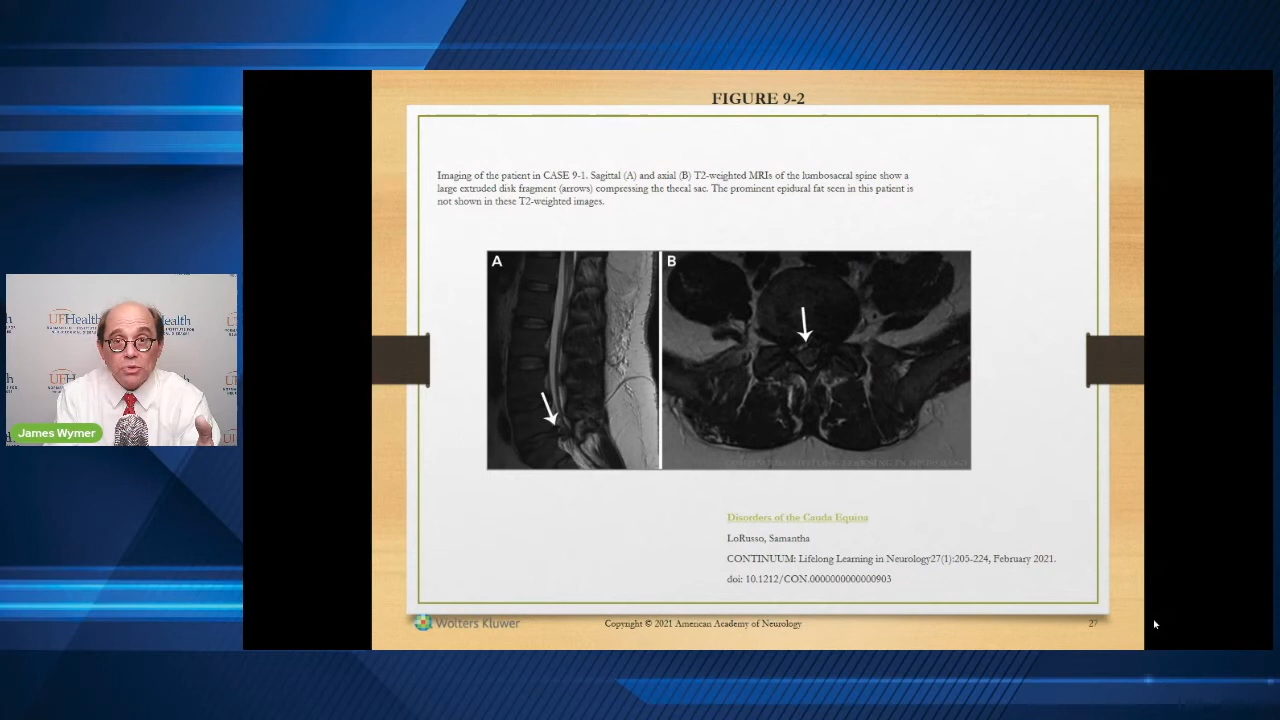 FIGURE 9-2
Imaging of the patient in CASE 9-1. Sagittal (A) and axial (B) T2-weighted MRIs of the lumbosacral spine show a
large extruded disk fragment (arrows) compressing the thecal sac. The prominent epidural fat seen in this patient is
not shown in these T2-weighted images.
A
B
UFHealth
James Wymer
Disorders of the Cauda Equina
LoRusso, Samantha
CONTINUUM: Lifelong Learning in Neurology27(1):205-224, February 2021.
doi: 10.1212/CON.0000000000000903
Wolters Kluwer
Copyright © 2021 American Academy of Neurology
27